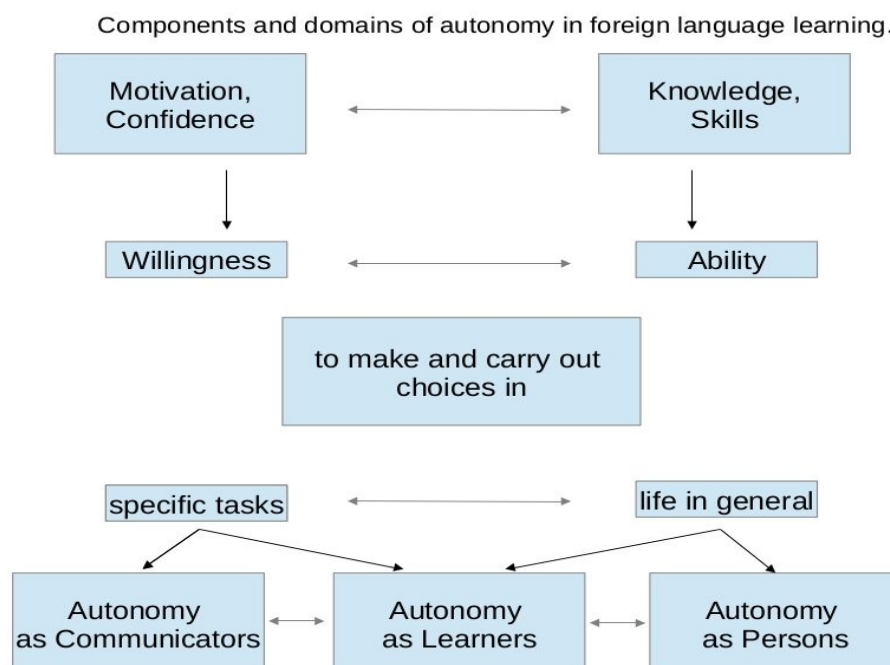 Components and domains of autonomy in foreign language learning.
Motivation,
Confidence
Knowledge,
Skills
Willingness
Ability
to make and carry out
choices in
specific tasks
life in general
Autonomy
as Communicators
Autonomy
as Learners
Autonomy
as Persons